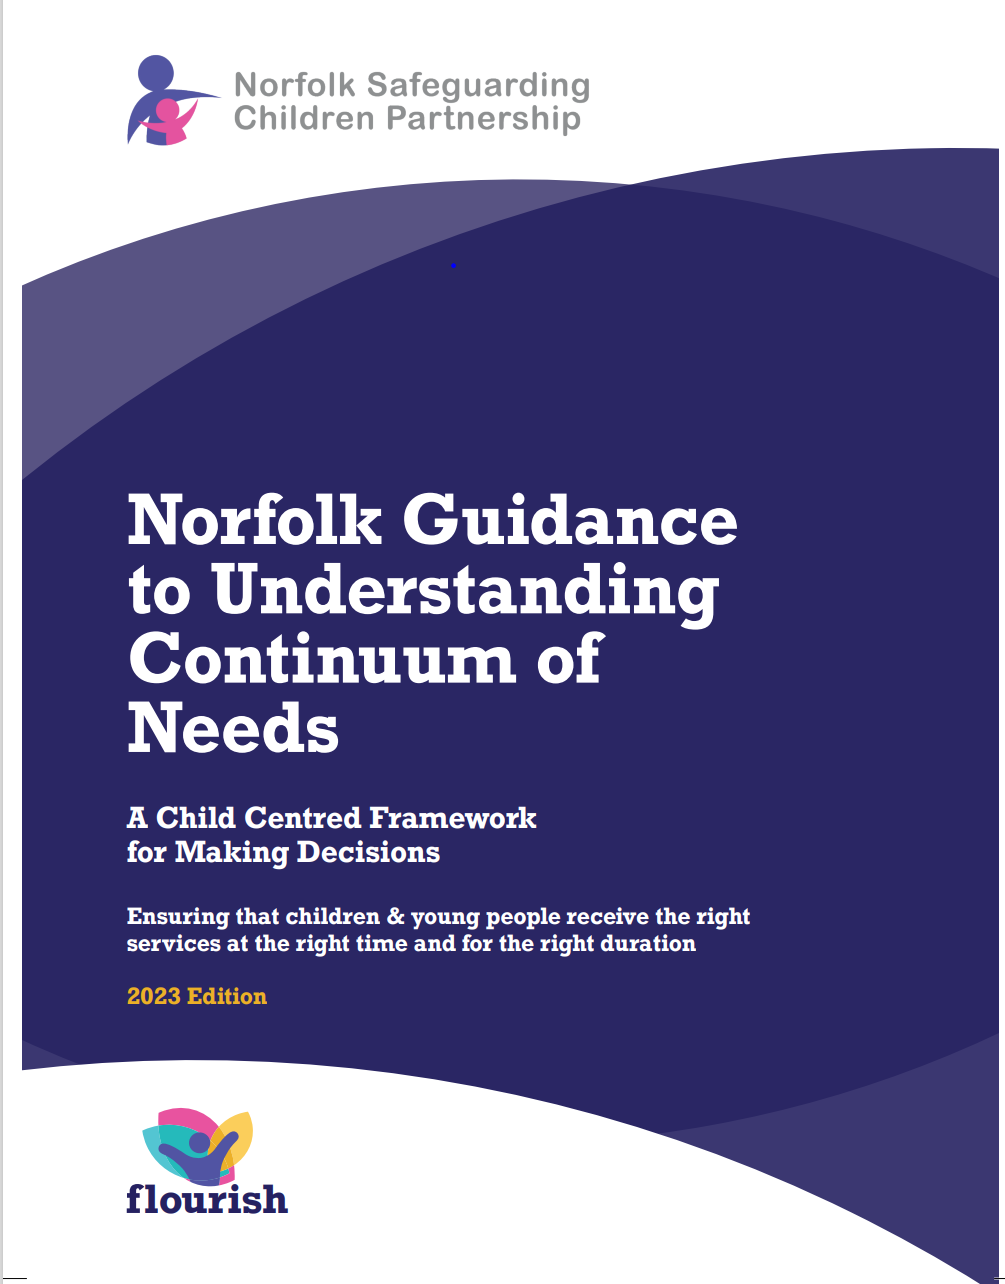 Norfolk Safeguarding
Children Partnership
Norfolk Guidance
to Understanding
Continuum of
Needs
A Child Centred Framework
for Making Decisions
Ensuring that children & young people receive the right
services at the right time and for the right duration
2023 Edition
flourish